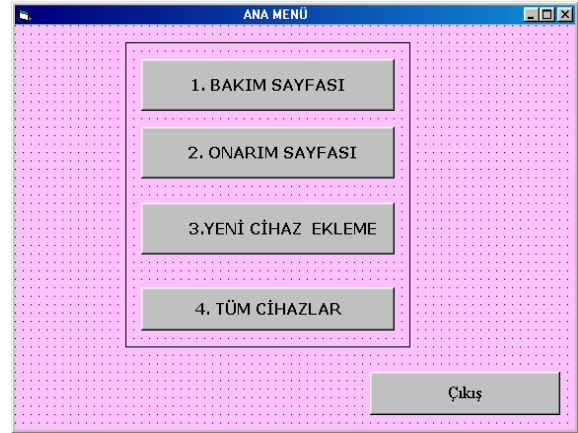 ANA MENÜ
1. BAKIM SAYFASI
2. ONARIM SAYFASI
3.YENİ CİHAZ EKLEME
4. TÜM CİHAZLAR
Çıkış